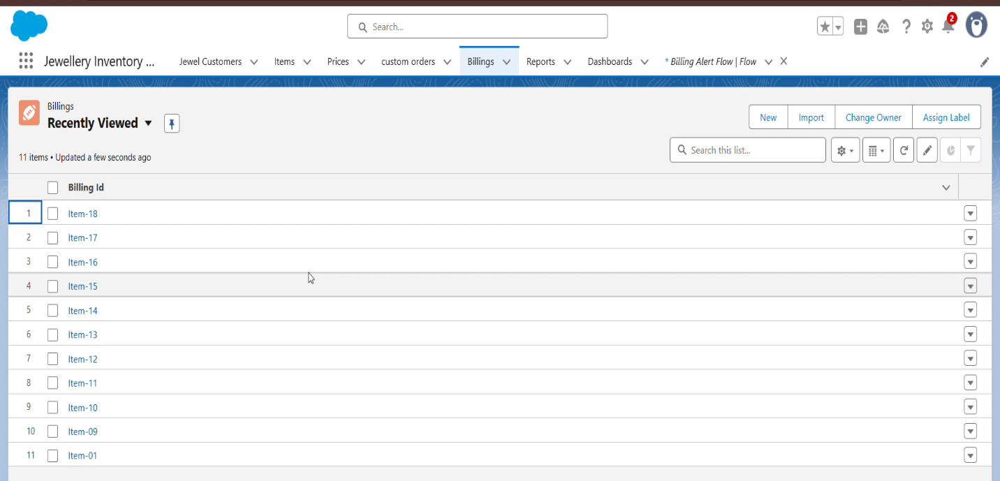 Search...
2
Jewellery Inventory ...
Jewel Customers
Items
Prices
custom orders
Billings
Reports
Dashboards
* Billing Alert Flow | Flow
Billings
Recently Viewed
New
Import
Change Owner
Assign Label
11 items • Updated a few seconds ago
Search this list...
Billing Id
1 Item-18
2 Item-17
3 Item-16
4 Item-15
5 Item-14
6 Item-13
7 Item-12
8 Item-11
9 Item-10
10 Item-09
11 Item-01